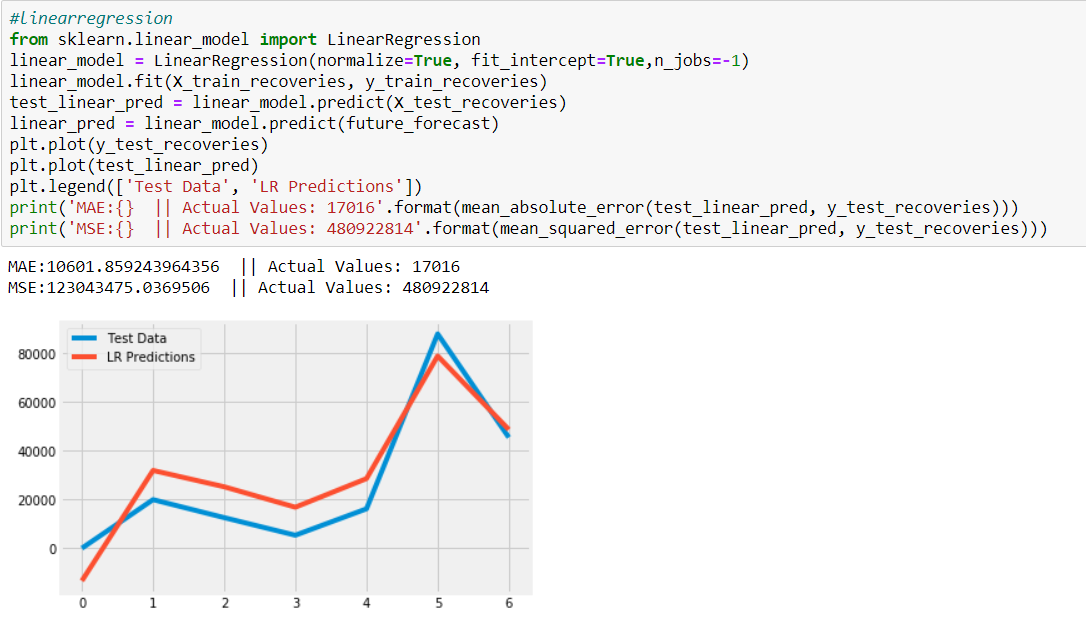 #linearregression
from sklearn.linear_model import LinearRegression
linear_model = LinearRegression(normalize=True, fit_intercept=True,n_jobs=-1)
linear_model.fit(X_train_recoveries, y_train_recoveries)
test_linear_pred = linear_model.predict(X_test_recoveries)
linear_pred = linear_model.predict(future_forecast)
plt.plot(y_test_recoveries)
plt.plot(test_linear_pred)
plt.legend(['Test Data', 'LR Predictions'])
print('MAE:{}  || Actual Values: 17016'.format(mean_absolute_error(test_linear_pred, y_test_recoveries)))
print('MSE:{}  || Actual Values: 480922814'.format(mean_squared_error(test_linear_pred, y_test_recoveries)))
MAE:10601.859243964356  || Actual Values: 17016
MSE:123043475.0369506  || Actual Values: 480922814
Test Data
LR Predictions
80000
60000
40000
20000
0
0 1 2 3 4 5 6